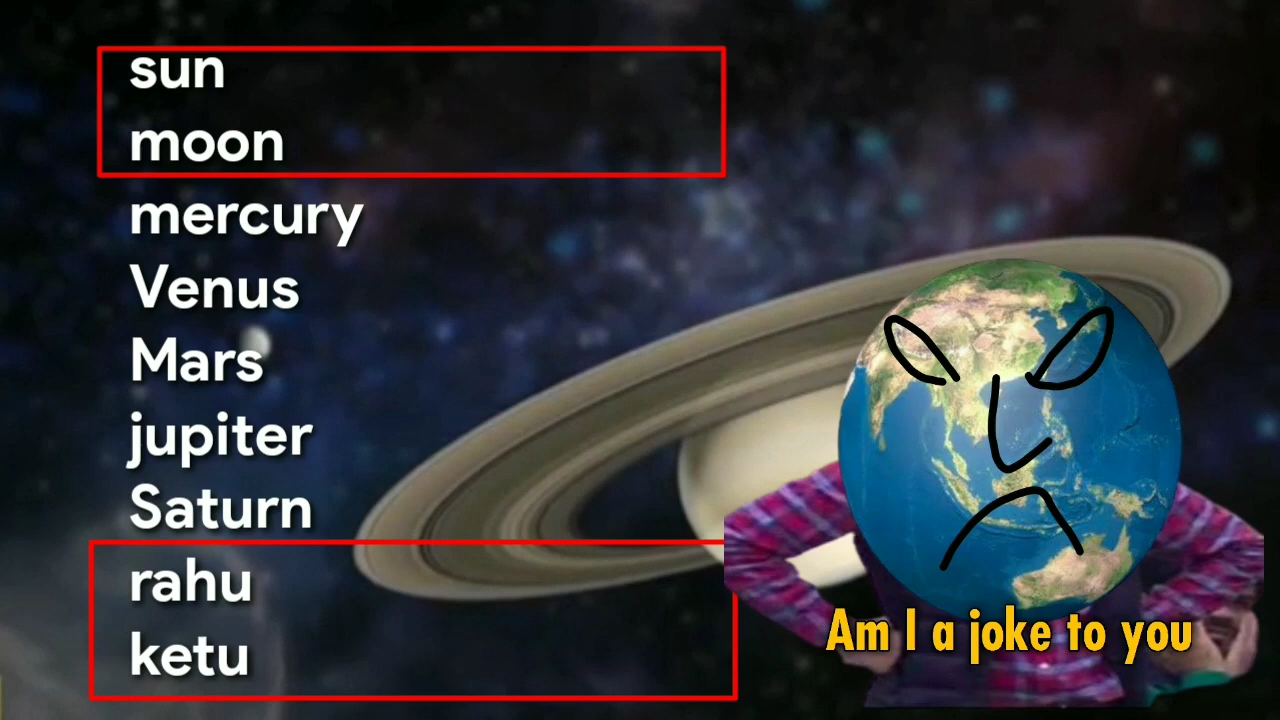 sun
moon
mercury
Venus
Mars
jupiter
Saturn
rahu
ketu
Am I a joke to you